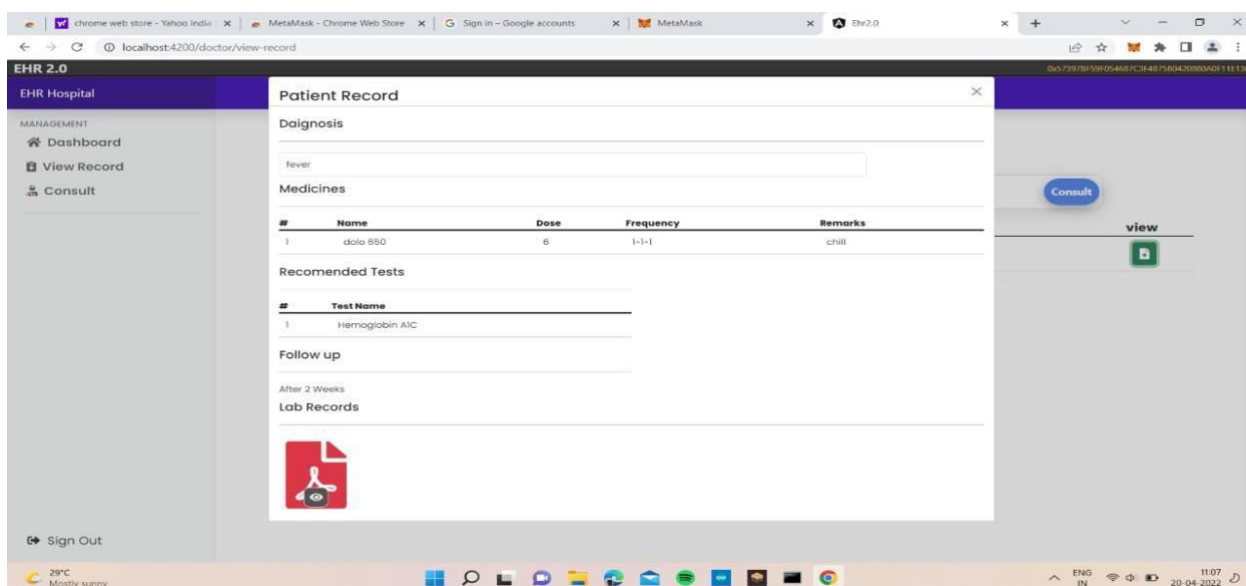 chrome web store - Yahoo India
MetaMask - Chrome Web Store
Sign in – Google accounts
MetaMask
Ehr2.0
localhost:4200/doctor/view-record
EHR 2.0
EHR Hospital
MANAGEMENT
Dashboard
View Record
Consult
Sign Out
Patient Record
Daignosis
fever
Medicines
# Name Dose Frequency Remarks
1 dolo 650 6 1-1-1 chill
Recomended Tests
# Test Name
1 Hemoglobin A1C
Follow up
After 2 Weeks
Lab Records
Consult
view
29°C
Mostly sunny
ENG
IN
11:07
20-04-2022